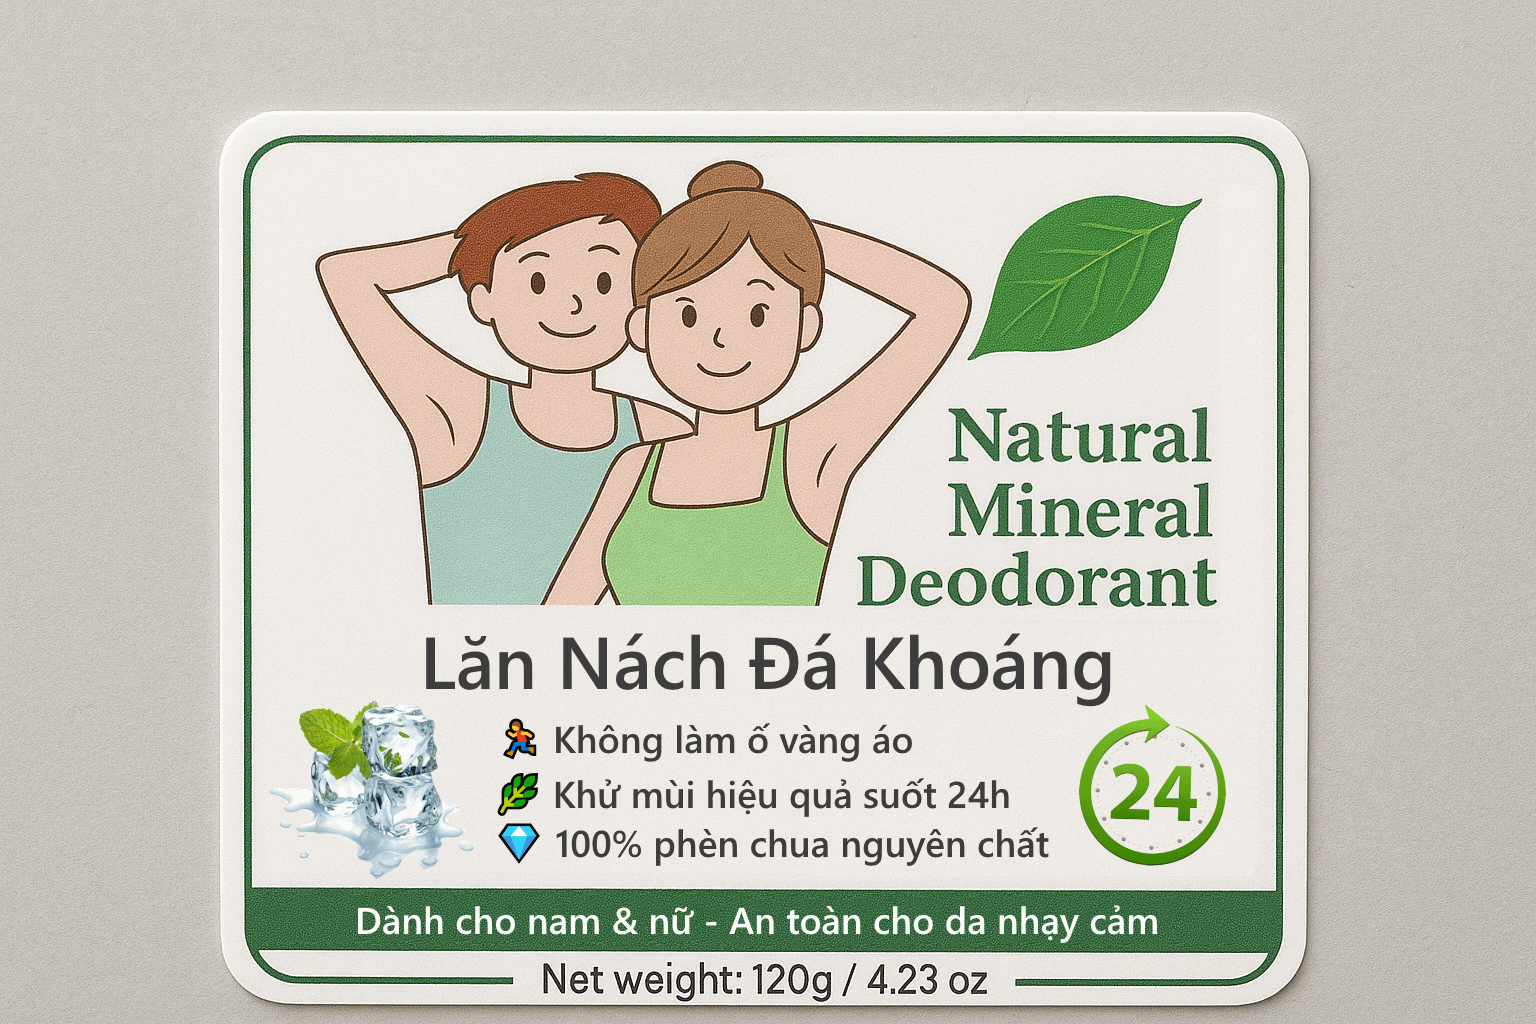 Natural
Mineral
Deodorant
Lăn Nách Đá Khoáng
Không làm ố vàng áo
Khử mùi hiệu quả suốt 24h
100% phèn chua nguyên chất
24
Dành cho nam & nữ - An toàn cho da nhạy cảm
Net weight: 120g / 4.23 oz